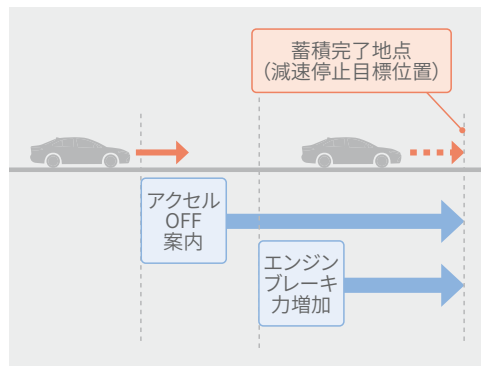 蓄積完了地点
（減速停止目標位置）
アクセル
OFF
案内
エンジン
ブレーキ
力増加